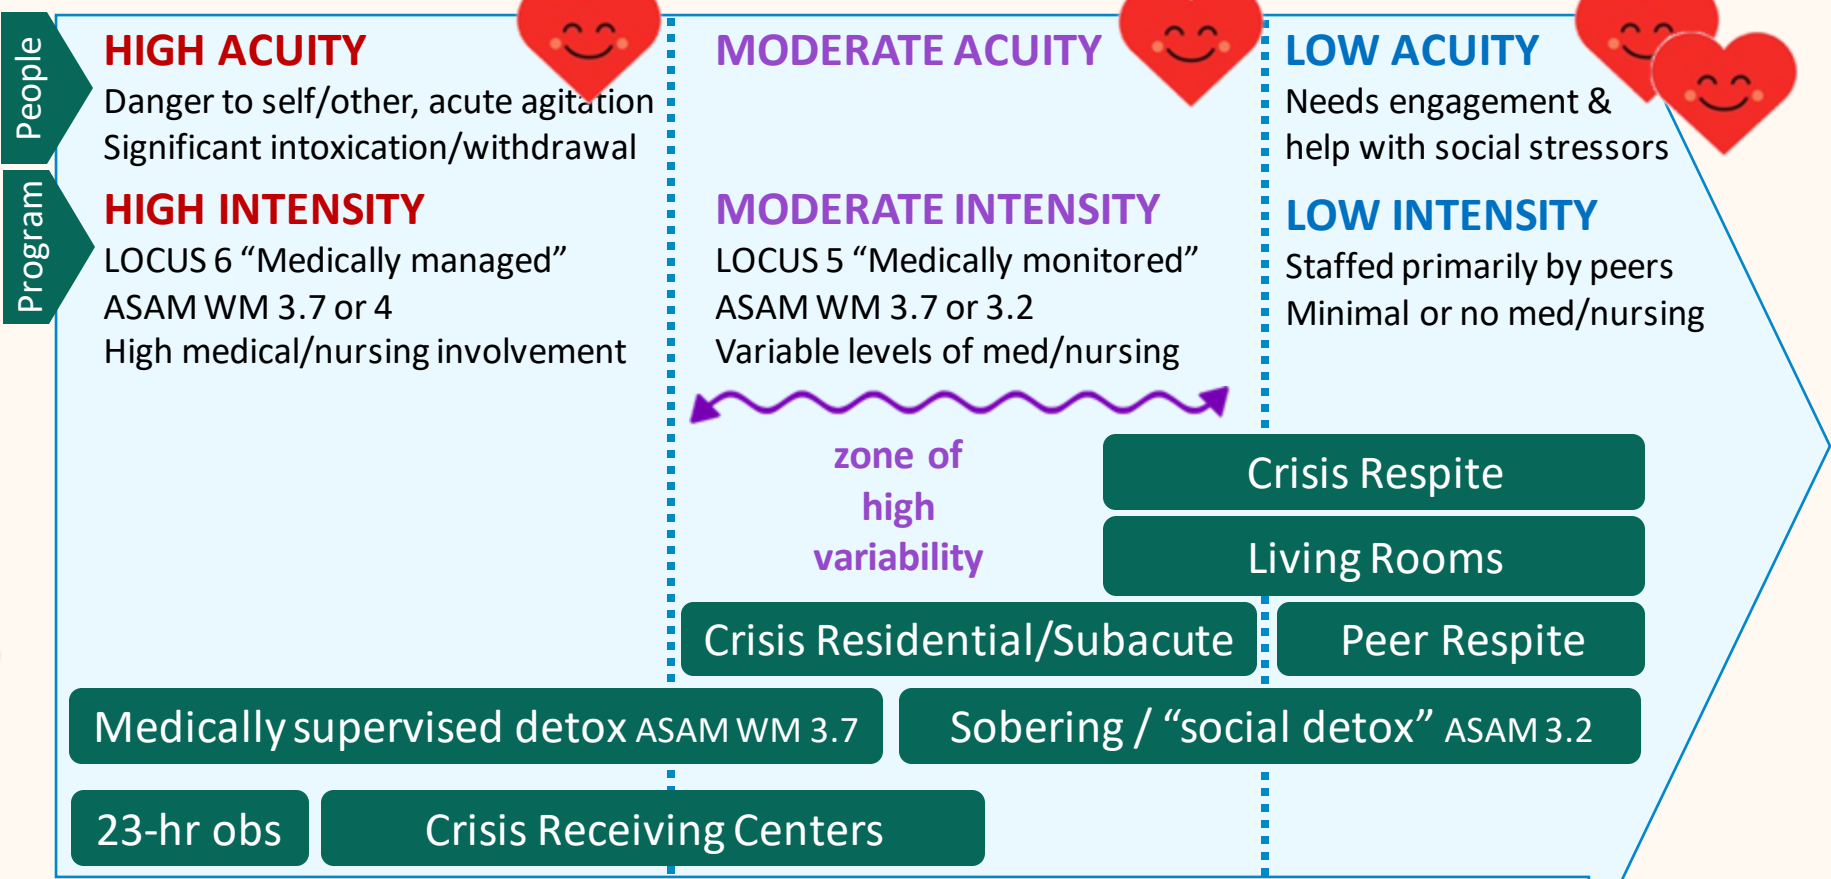 People
HIGH ACUITY
Danger to self/other, acute agitation
Significant intoxication/withdrawal
MODERATE ACUITY
LOW ACUITY
Needs engagement &
help with social stressors
Program
HIGH INTENSITY
LOCUS 6 “Medically managed”
ASAM WM 3.7 or 4
High medical/nursing involvement
MODERATE INTENSITY
LOCUS 5 “Medically monitored”
ASAM WM 3.7 or 3.2
Variable levels of med/nursing
LOW INTENSITY
Staffed primarily by peers
Minimal or no med/nursing
zone of
high
variability
Crisis Respite
Living Rooms
Crisis Residential/Subacute
Peer Respite
Medically supervised detox ASAM WM 3.7
Sobering / “social detox” ASAM 3.2
23-hr obs
Crisis Receiving Centers